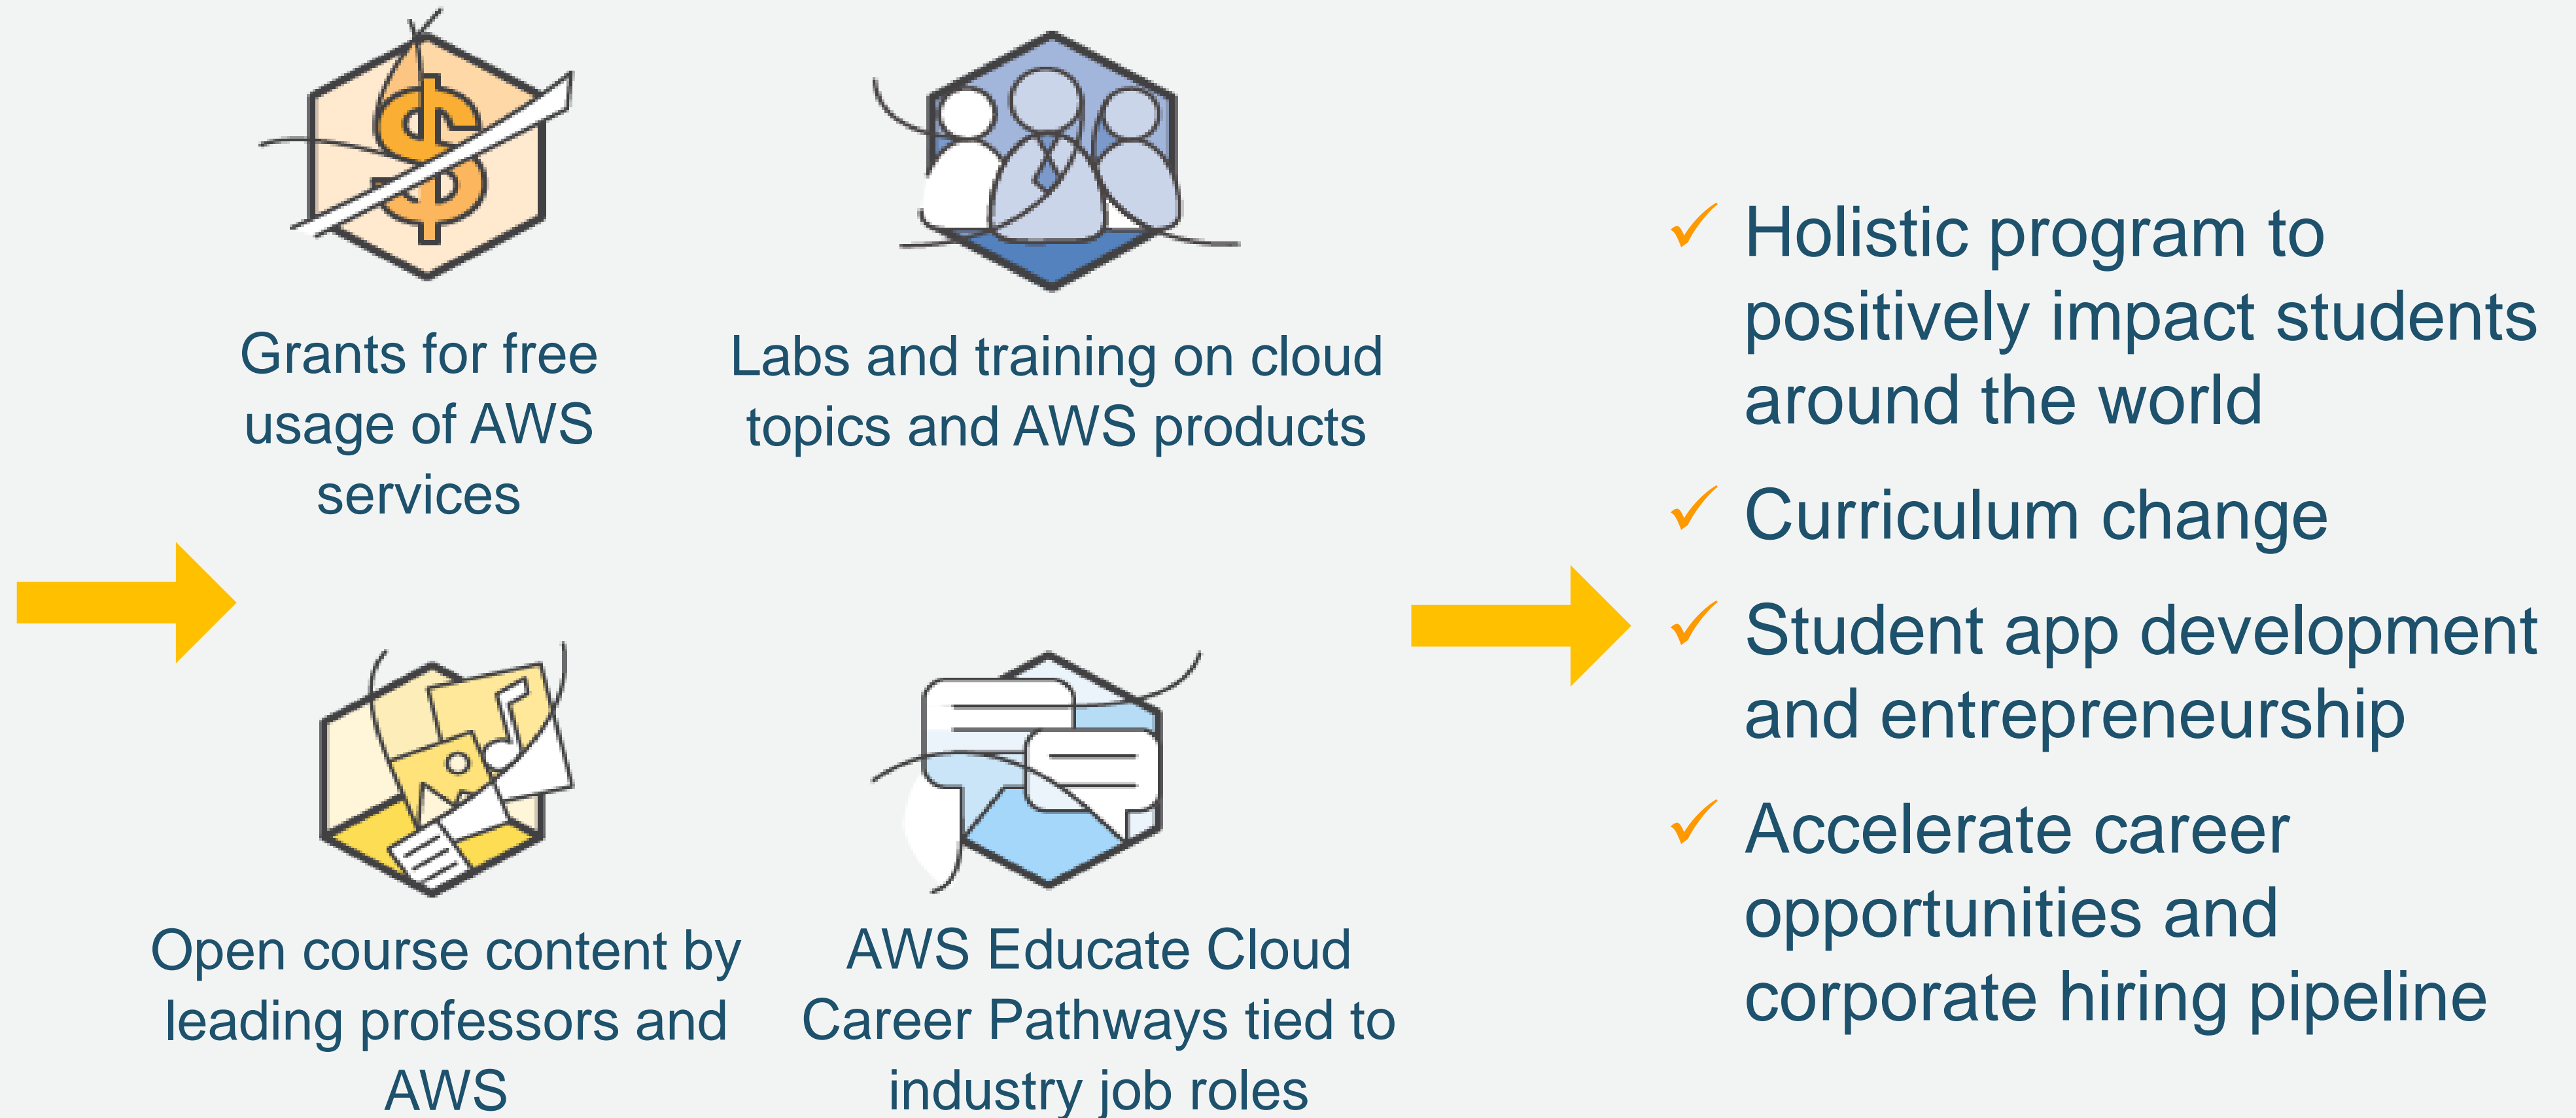 Grants for free
usage of AWS
services
Labs and training on cloud
topics and AWS products
Open course content by
leading professors and
AWS
AWS Educate Cloud
Career Pathways tied to
industry job roles
✓ Holistic program to
positively impact students
around the world
✓ Curriculum change
✓ Student app development
and entrepreneurship
✓ Accelerate career
opportunities and
corporate hiring pipeline